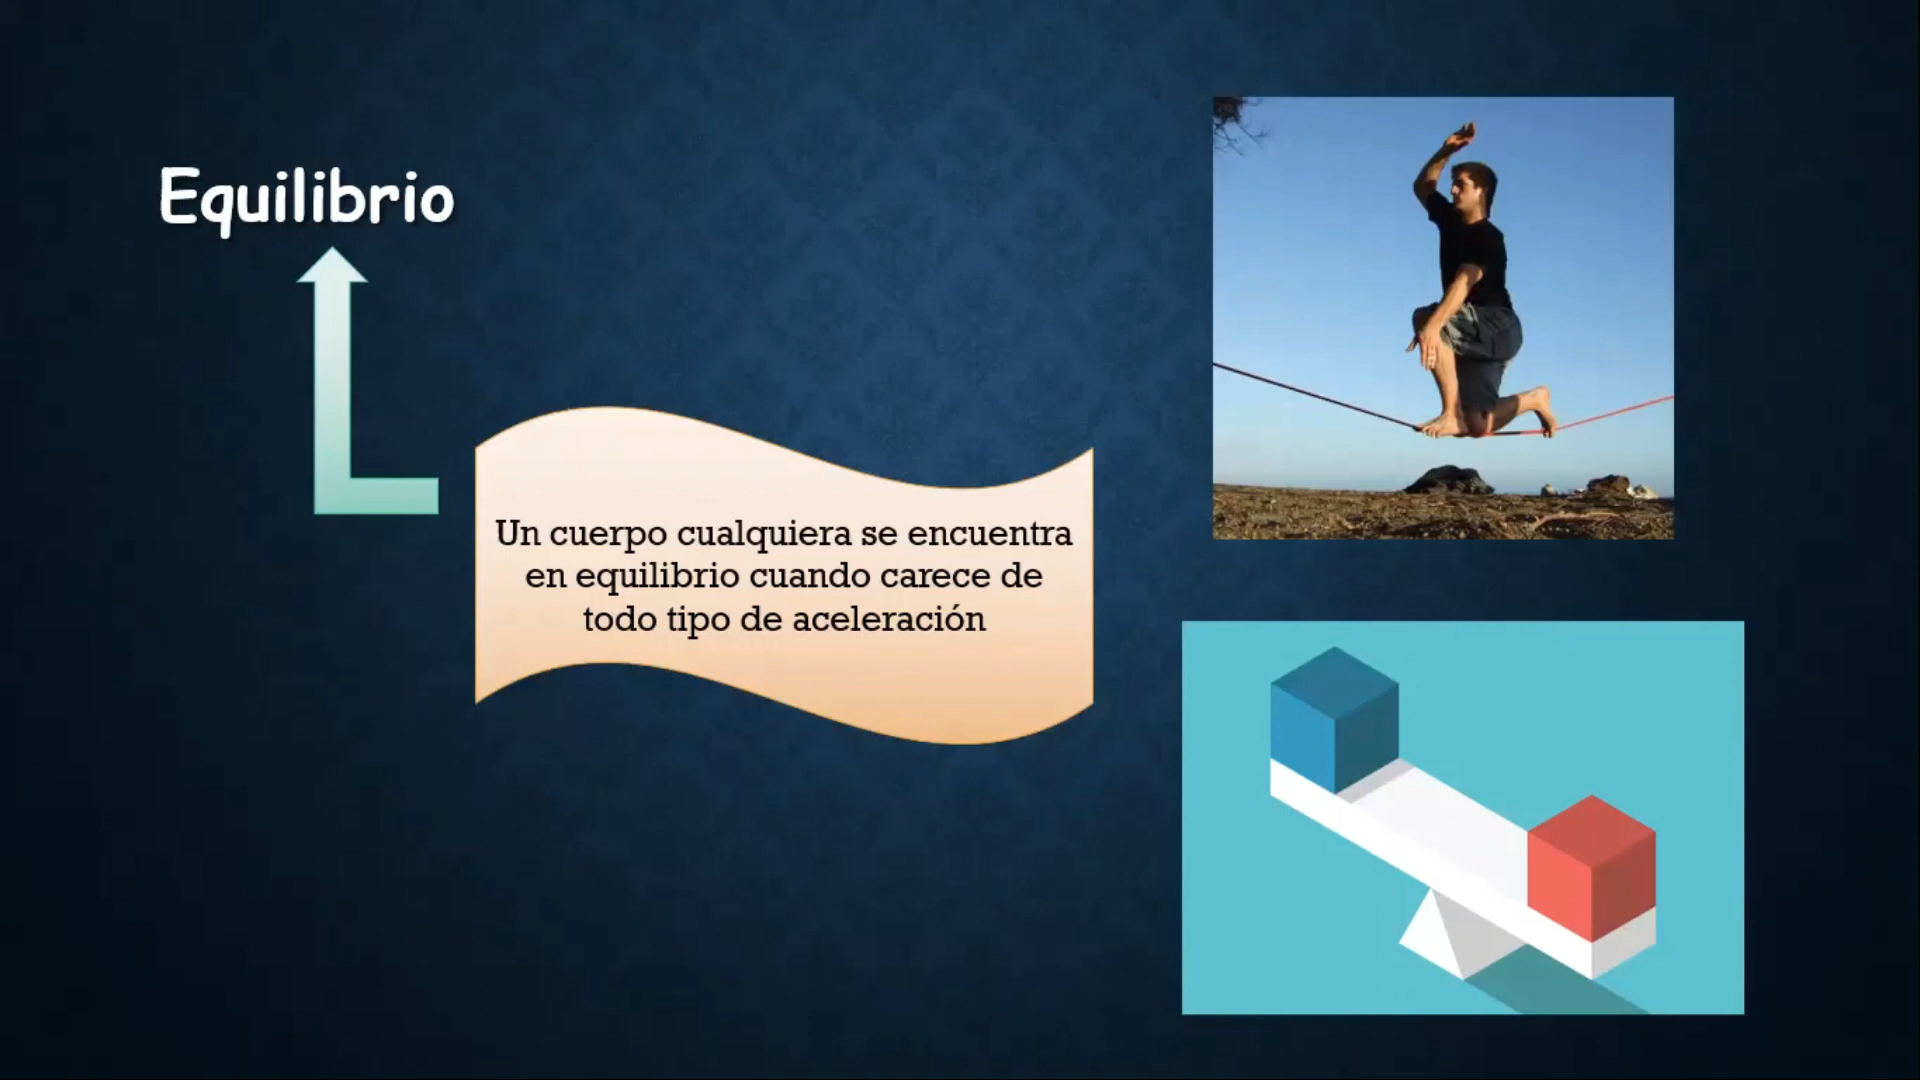 Equilibrio
Un cuerpo cualquiera se encuentra
en equilibrio cuando carece de
todo tipo de aceleración